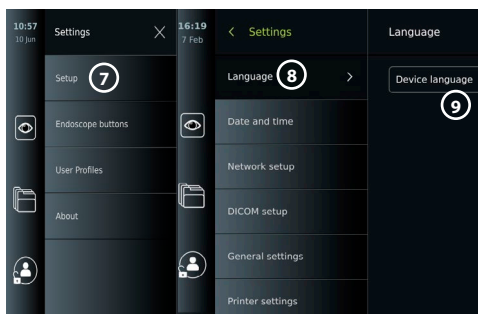 10:57
10 Jun
Settings
Setup
7
Endoscope buttons
User Profiles
About
16:19
7 Feb
Settings
Language
8
Date and time
Network setup
DICOM setup
General settings
Printer settings
Language
Device language
9